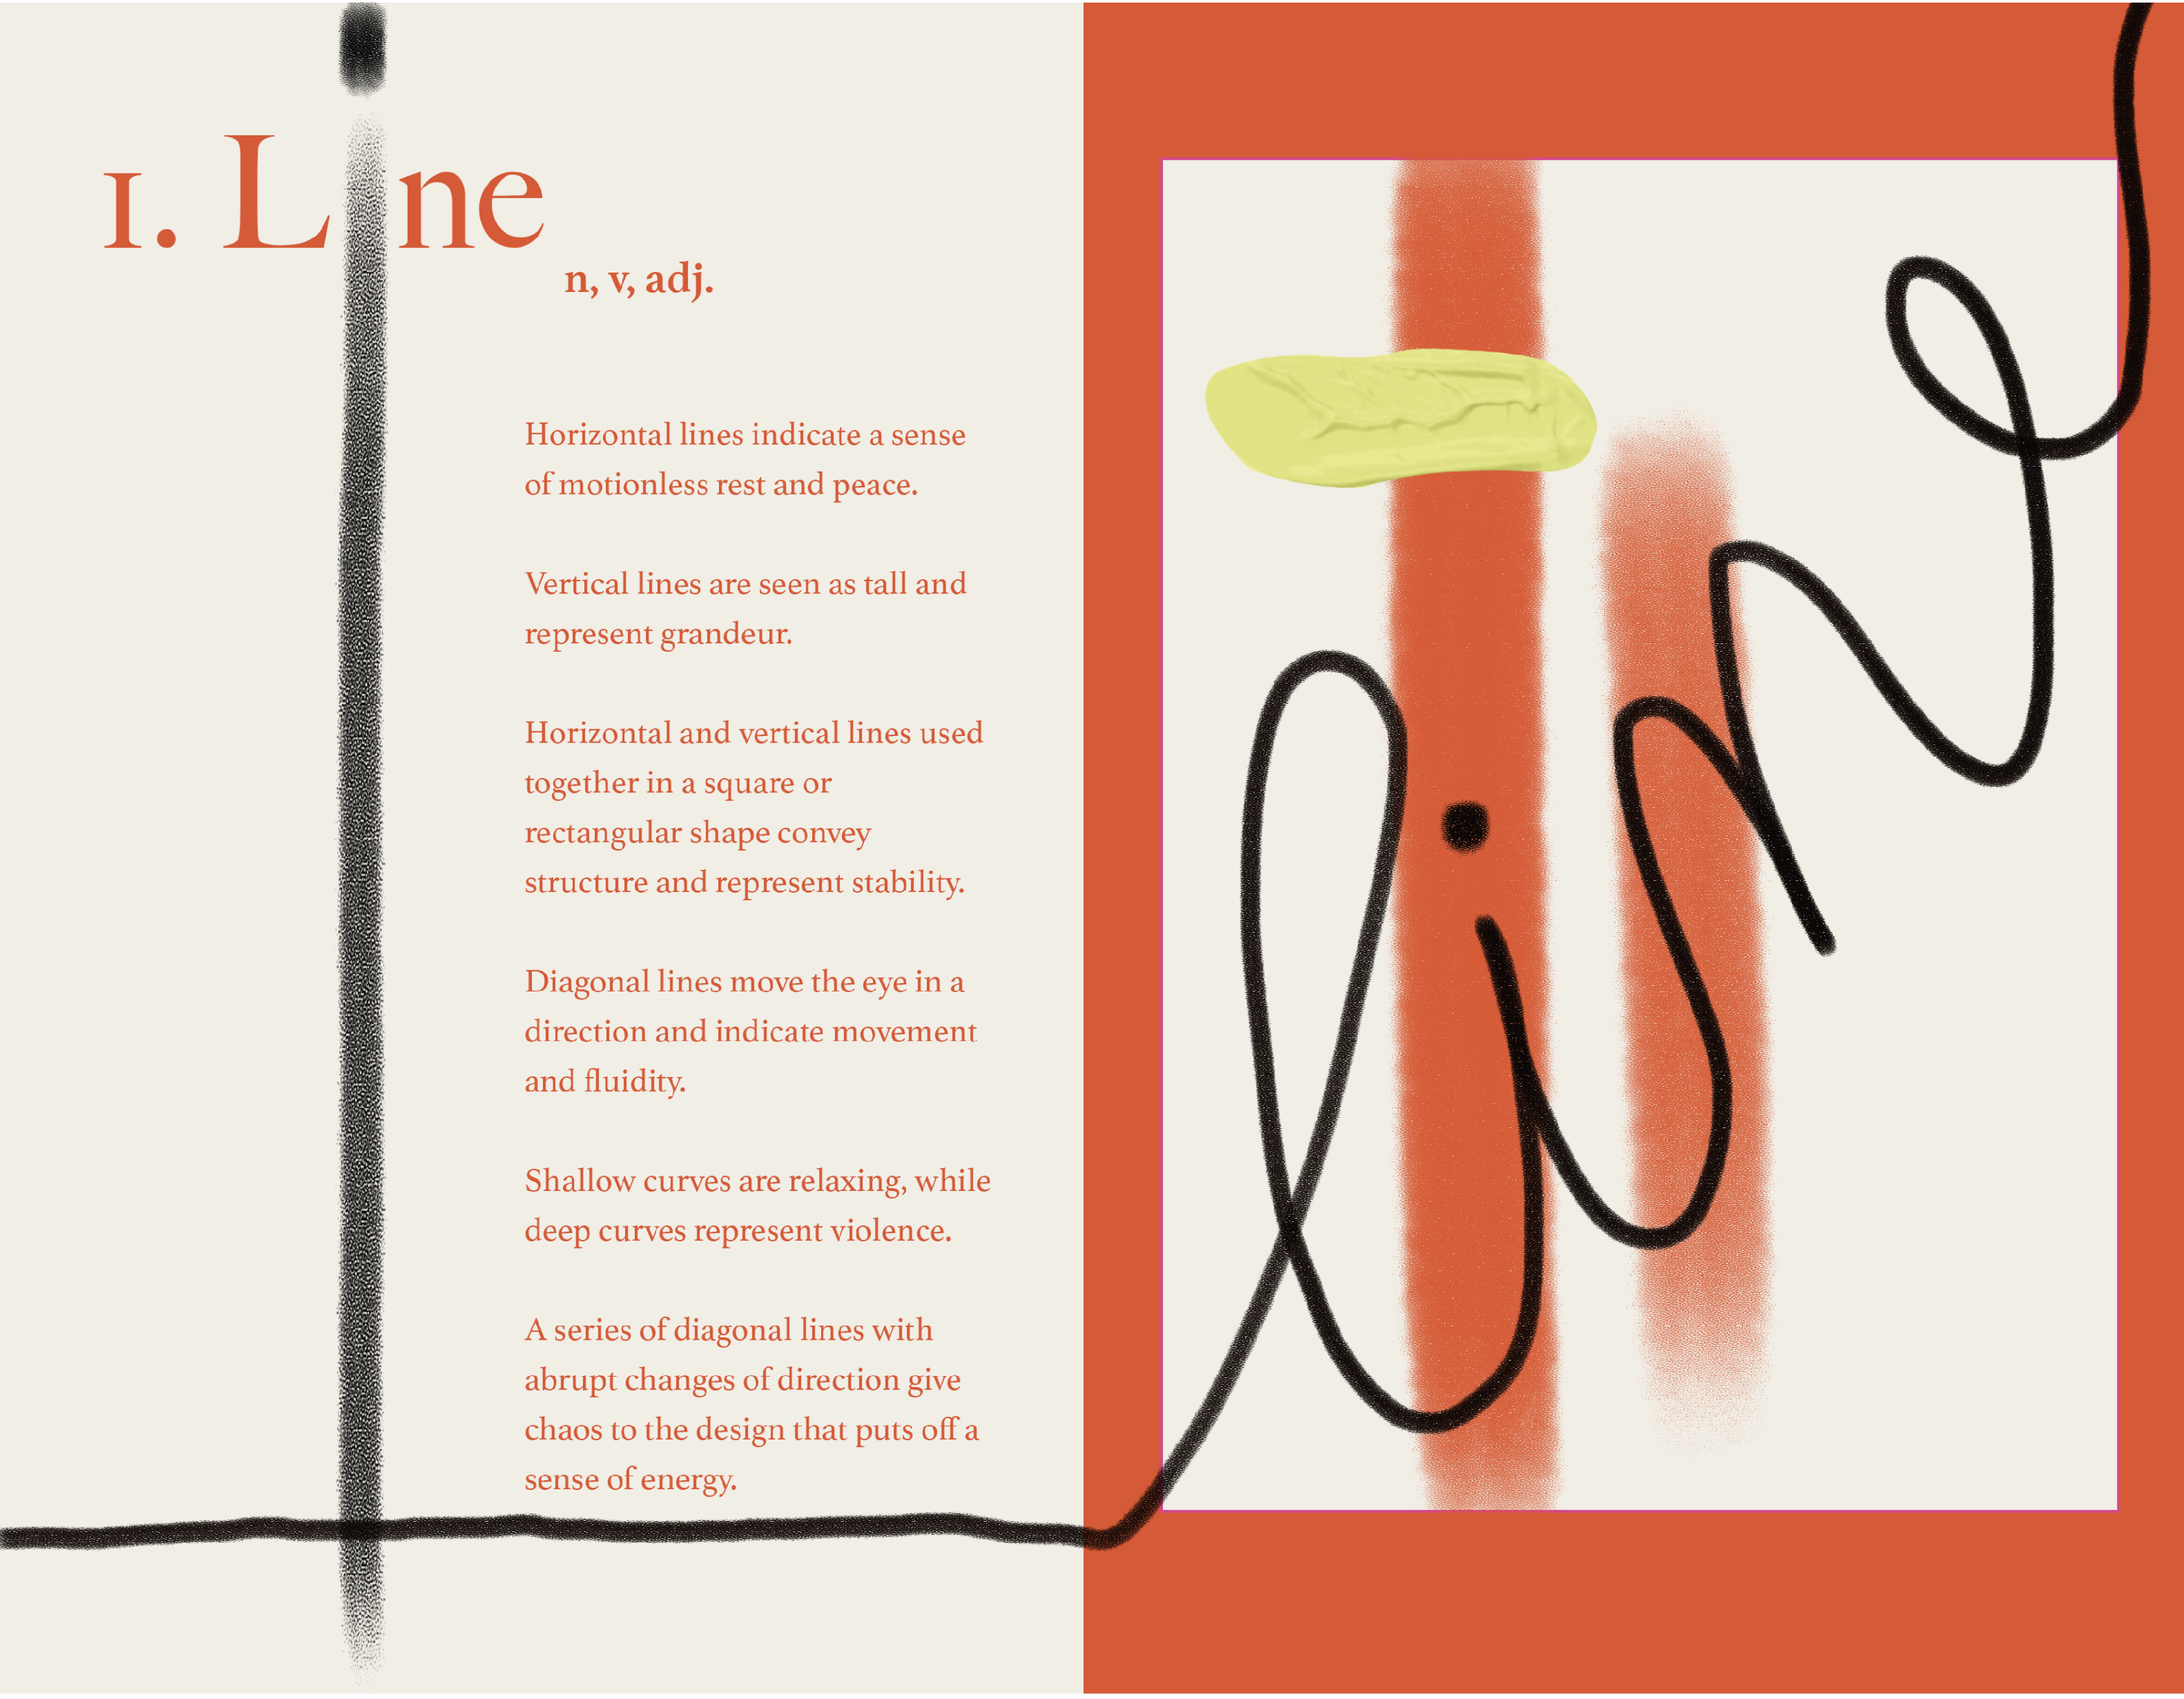 1. Line
n, v, adj.
Horizontal lines indicate a sense
of motionless rest and peace.
Vertical lines are seen as tall and
represent grandeur.
Horizontal and vertical lines used
together in a square or
rectangular shape convey
structure and represent stability.
Diagonal lines move the eye in a
direction and indicate movement
and fluidity.
Shallow curves are relaxing, while
deep curves represent violence.
A series of diagonal lines with
abrupt changes of direction give
chaos to the design that puts off a
sense of energy.
line